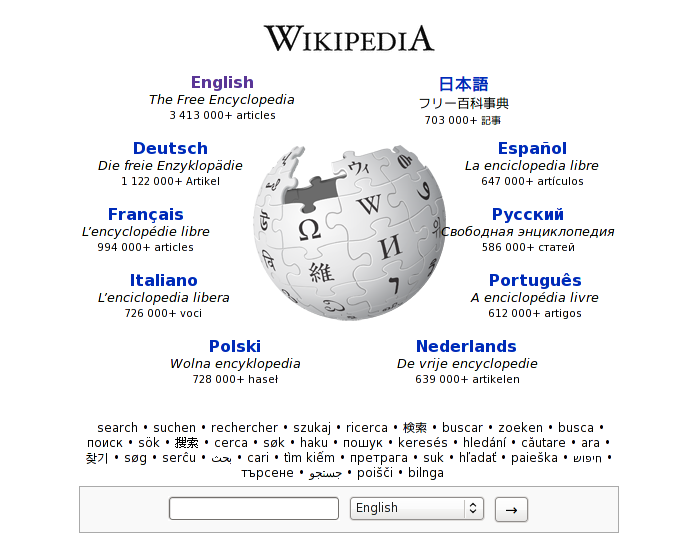 WIKIPEDIA
English
The Free Encyclopedia
3 413 000+ articles
日本語
フリー百科事典
703 000+ 記事
Deutsch
Die freie Enzyklopädie
1 122 000+ Artikel
Español
La enciclopedia libre
647 000+ artículos
Français
L'encyclopédie libre
994 000+ articles
Русский
Свободная энциклопедия
586 000+ статей
Italiano
L'enciclopedia libera
726 000+ voci
Português
A enciclopédia livre
612 000+ artigos
Polski
Wolna encyklopedia
728 000+ haseł
Nederlands
De vrije encyclopedie
639 000+ artikelen
Ω
W
ウィ
維
И
search • suchen • rechercher • szukaj • ricerca • 検索 • buscar • zoeken • busca •
поиск • sök • 搜索 • cerca • søk • haku • пошук • keresés • hledání • căutare • ara •
찾기 • søg • serĉu • بحث • cari • tìm kiếm • претрага • suk • hľadať • paieška • חיפוש •
търсене • جستجو • poišči • bilnga
English
→